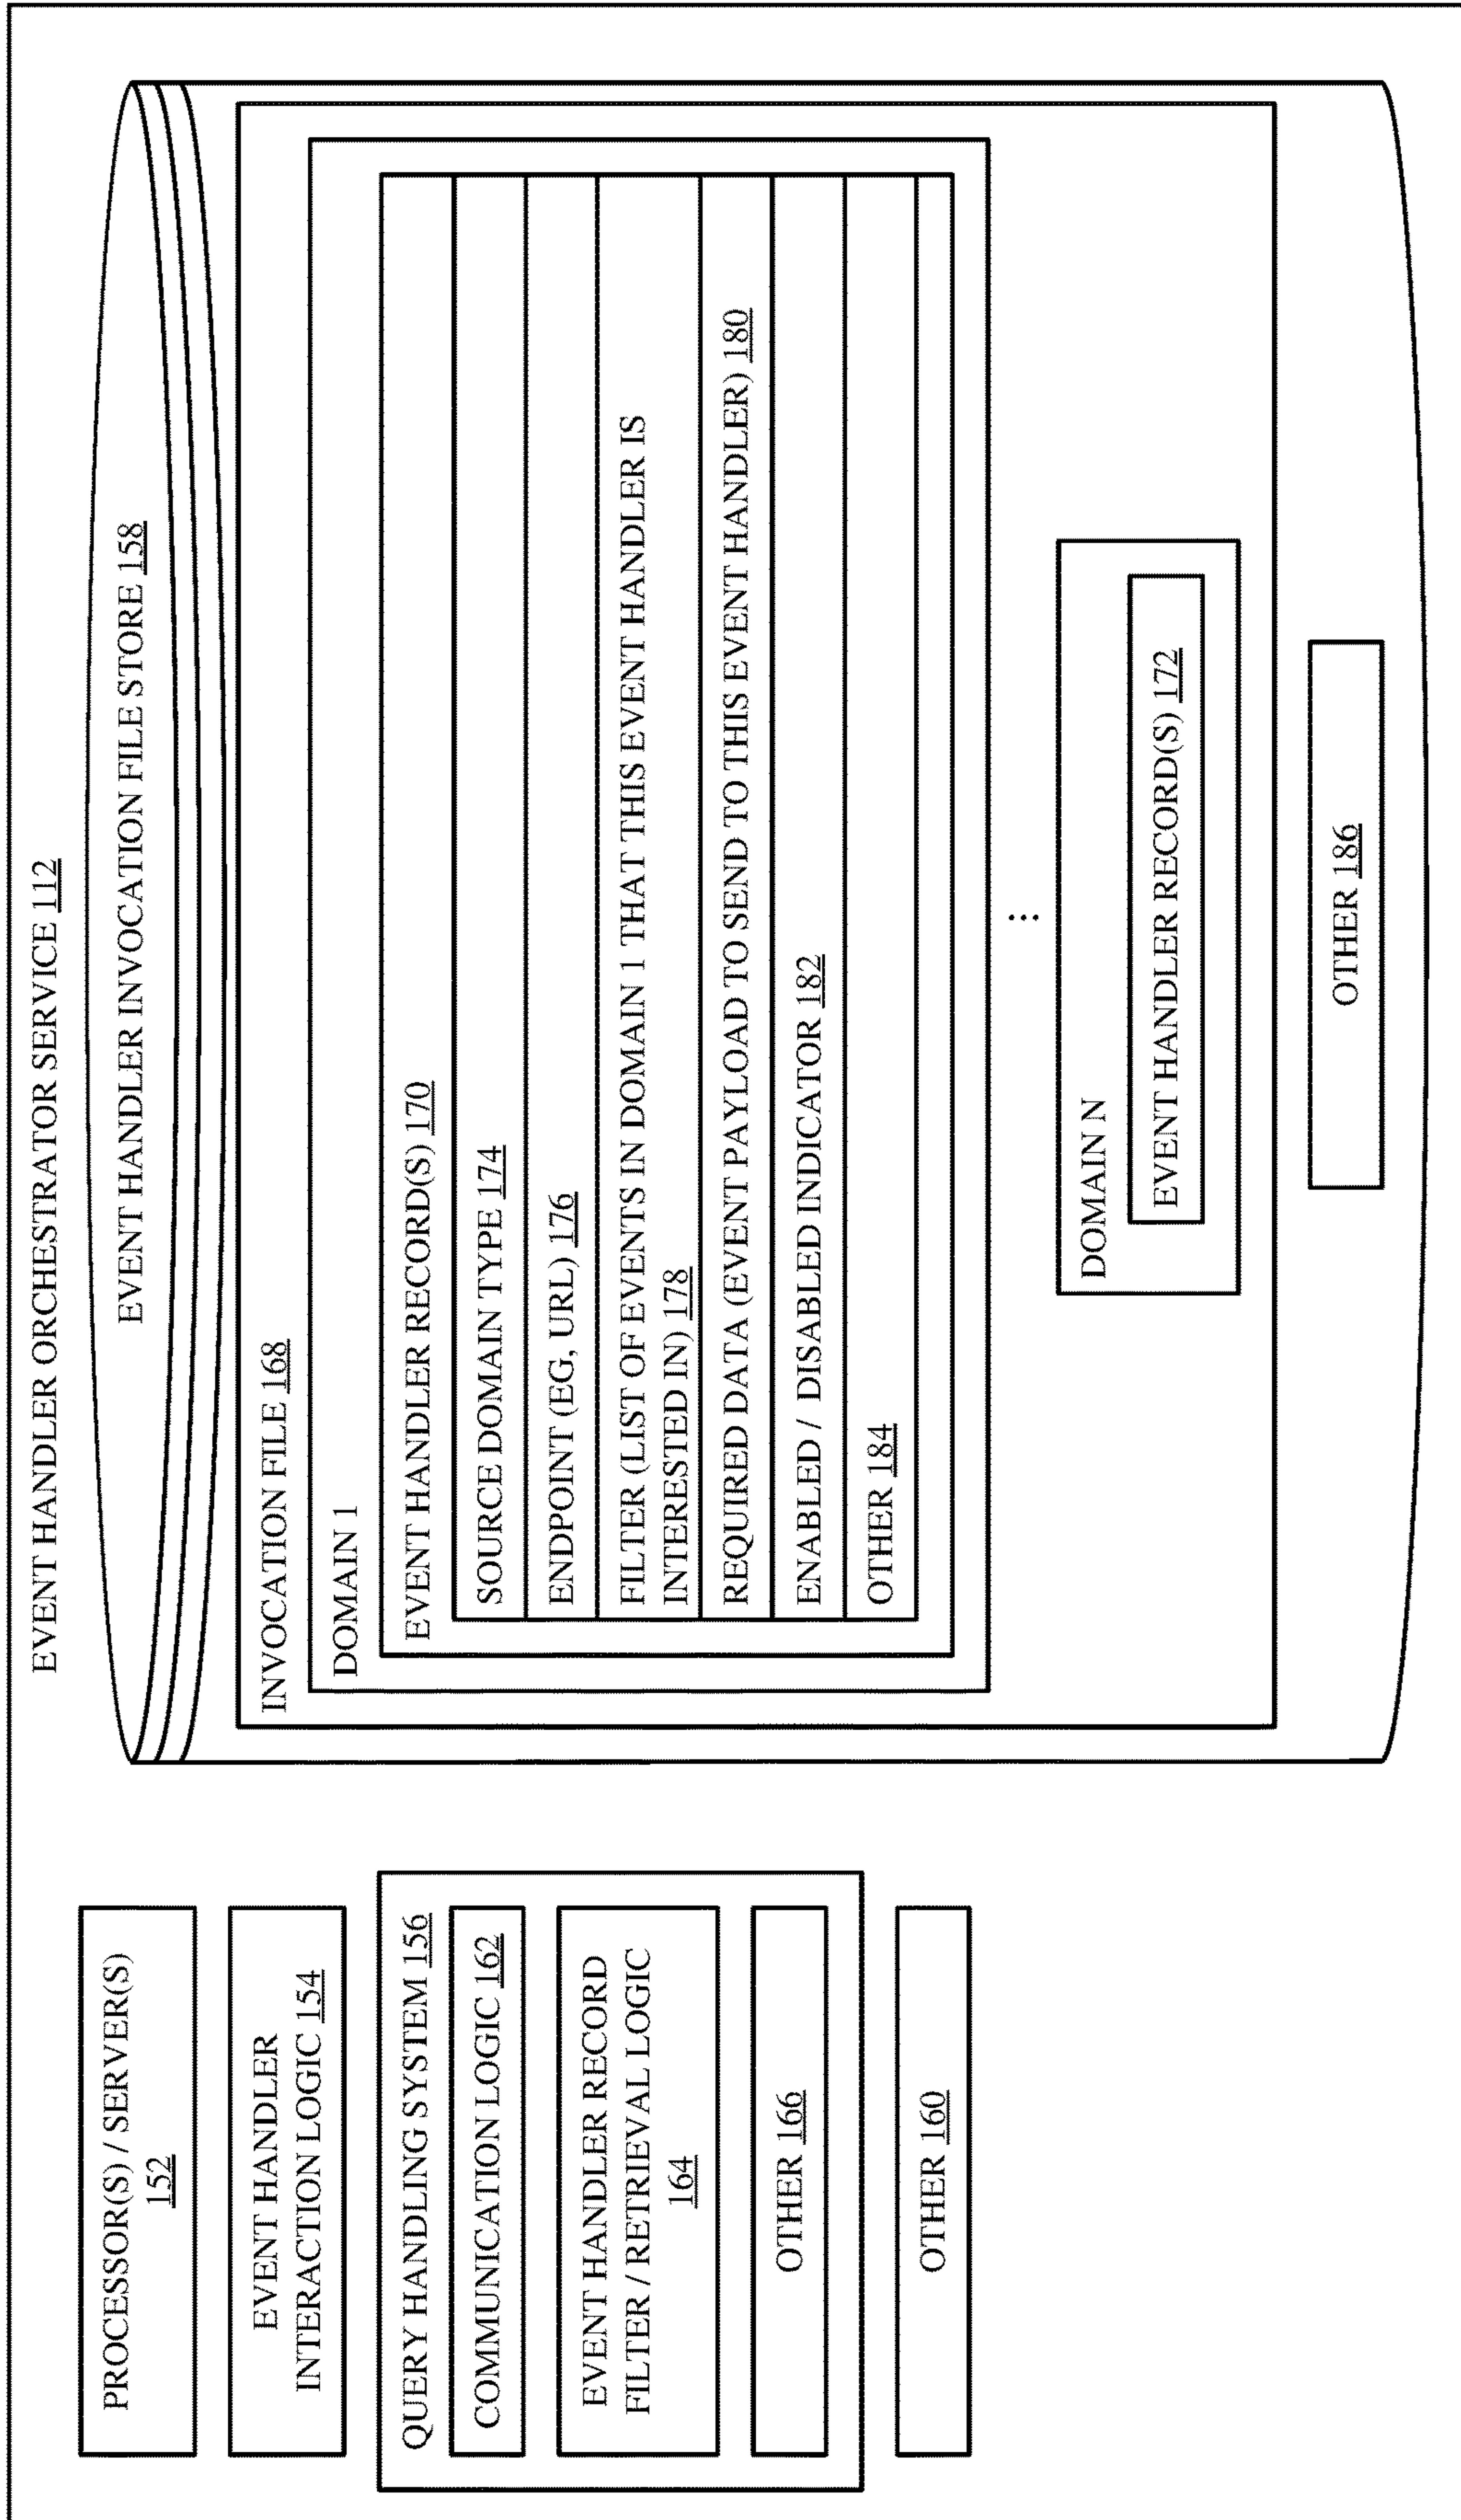 EVENT HANDLER ORCHESTRATOR SERVICE 112
PROCESSOR(S) / SERVER(S)
152
EVENT HANDLER
INTERACTION LOGIC 154
QUERY HANDLING SYSTEM 156
COMMUNICATION LOGIC 162
EVENT HANDLER RECORD
FILTER / RETRIEVAL LOGIC
164
OTHER 166
OTHER 160
EVENT HANDLER INVOCATION FILE STORE 158
INVOCATION FILE 168
DOMAIN 1
EVENT HANDLER RECORD(S) 170
SOURCE DOMAIN TYPE 174
ENDPOINT (EG, URL) 176
FILTER (LIST OF EVENTS IN DOMAIN 1 THAT THIS EVENT HANDLER IS
INTERESTED IN) 178
REQUIRED DATA (EVENT PAYLOAD TO SEND TO THIS EVENT HANDLER) 180
ENABLED / DISABLED INDICATOR 182
OTHER 184
...
DOMAIN N
EVENT HANDLER RECORD(S) 172
OTHER 186